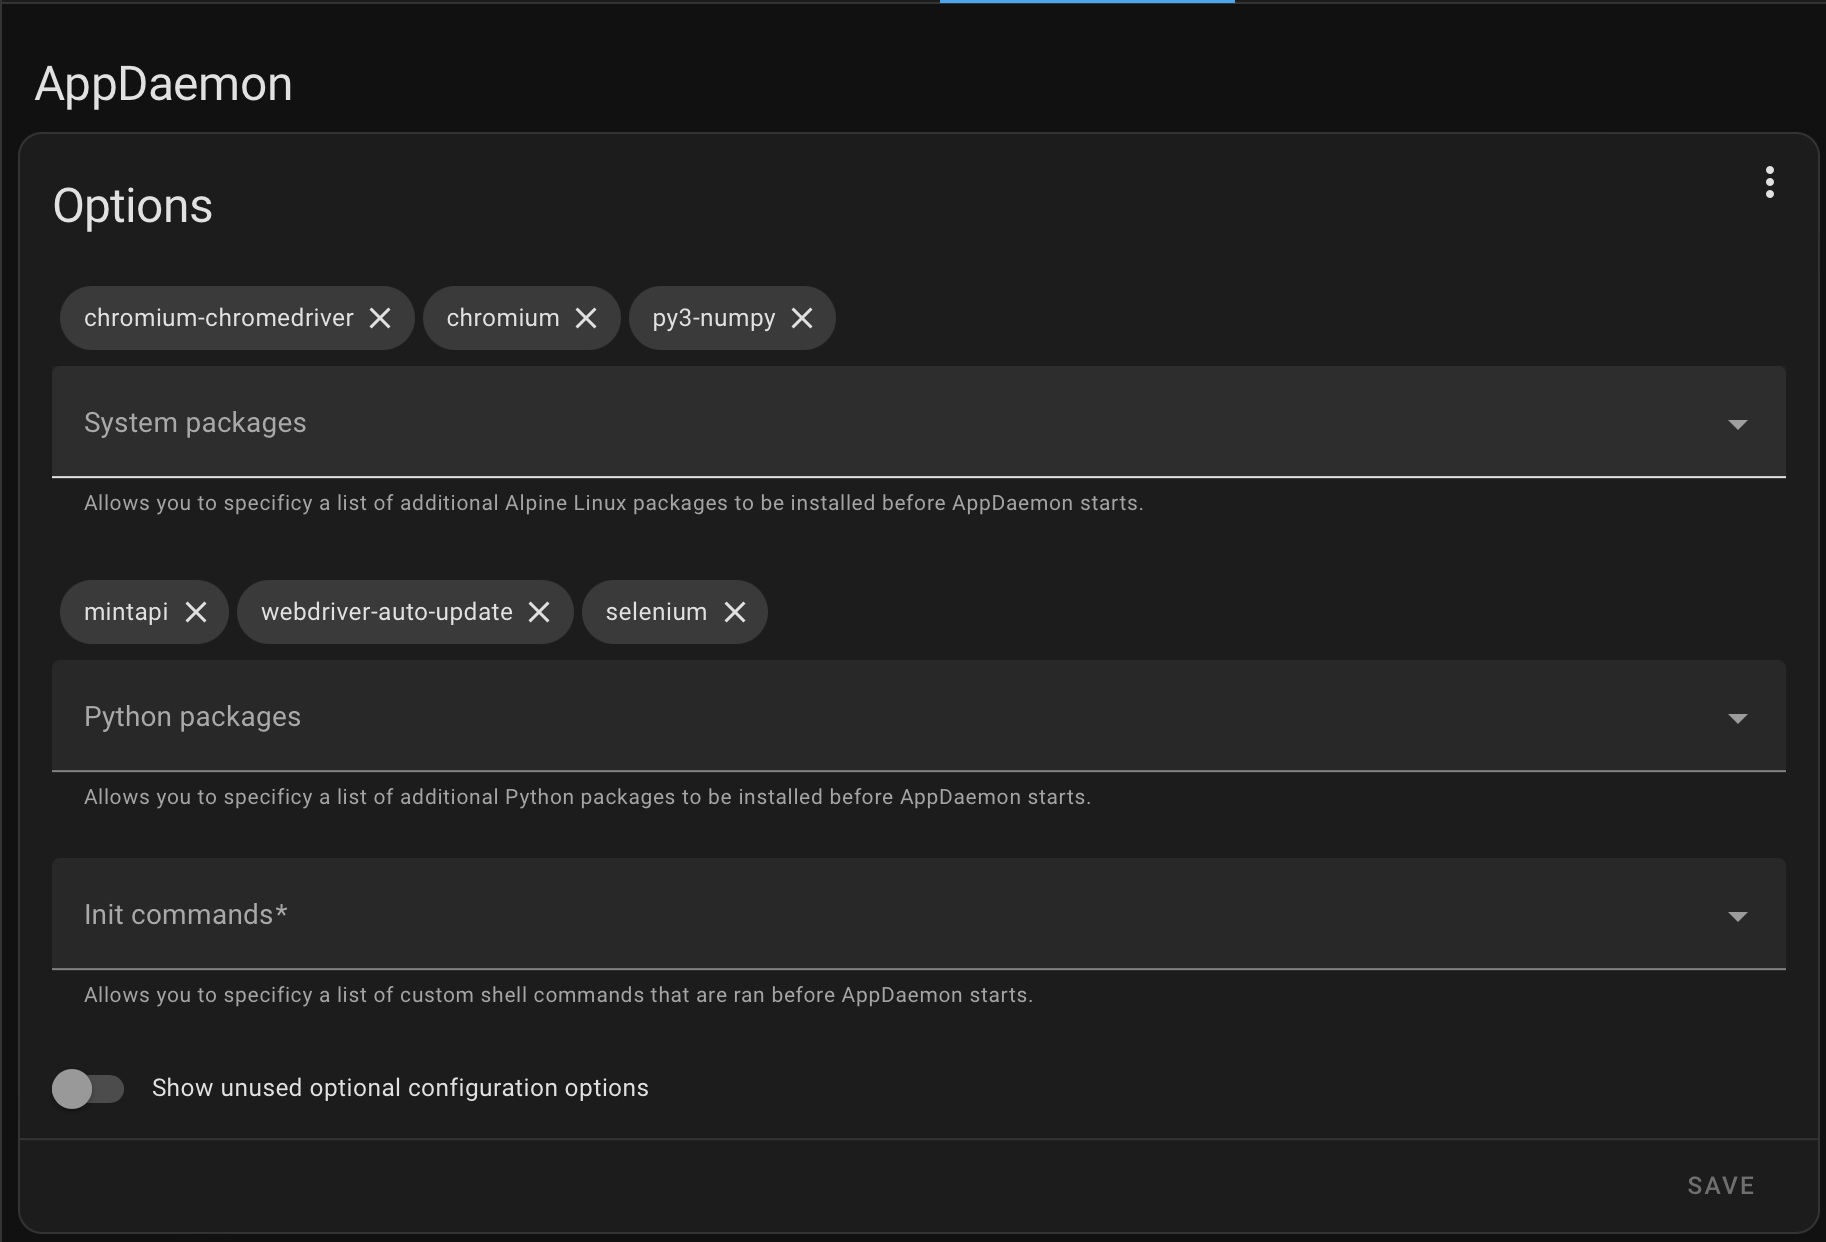 AppDaemon
Options
chromium-chromedriver chromium py3-numpy
System packages
Allows you to specificy a list of additional Alpine Linux packages to be installed before AppDaemon starts.
mintapi webdriver-auto-update selenium
Python packages
Allows you to specificy a list of additional Python packages to be installed before AppDaemon starts.
Init commands*
Allows you to specificy a list of custom shell commands that are ran before AppDaemon starts.
Show unused optional configuration options
SAVE